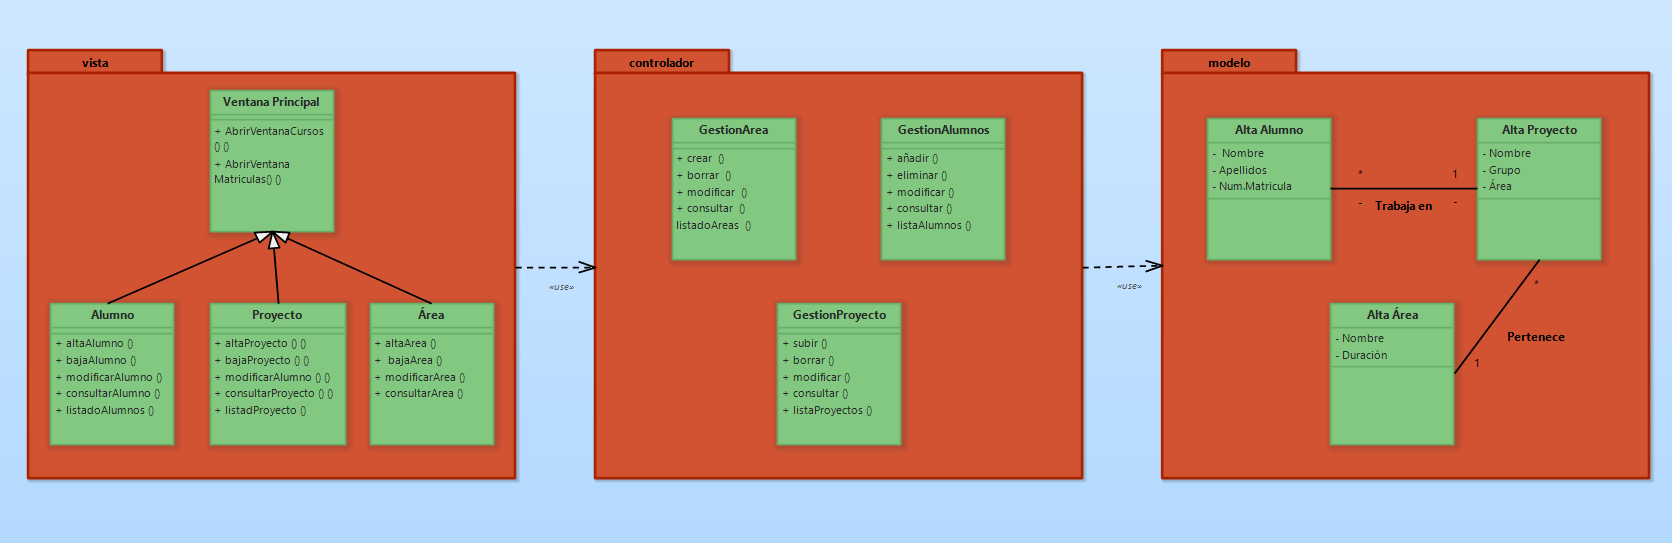 vista
Ventana Principal
+ AbrirVentanaCursos
() ()
+ AbrirVentana
Matriculas() ()
Alumno
+ altaAlumno ()
+ bajaAlumno ()
+ modificarAlumno ()
+ consultarAlumno ()
+ listadoAlumnos ()
Proyecto
+ altaProyecto () ()
+ bajaProyecto () ()
+ modificarAlumno () ()
+ consultarProyecto () ()
+ listadProyecto ()
Área
+ altaArea ()
+ bajaArea ()
+ modificarArea ()
+ consultarArea ()
«use»
controlador
GestionArea
+ crear ()
+ borrar ()
+ modificar ()
+ consultar ()
listadoAreas ()
GestionAlumnos
+ añadir ()
+ eliminar ()
+ modificar ()
+ consultar ()
+ listaAlumnos ()
GestionProyecto
+ subir ()
+ borrar ()
+ modificar ()
+ consultar ()
+ listaProyectos ()
«use»
modelo
Alta Alumno
- Nombre
- Apellidos
- Num.Matricula
* 1
- Trabaja en -
Alta Proyecto
- Nombre
- Grupo
- Área
*
Pertenece
1
Alta Área
- Nombre
- Duración